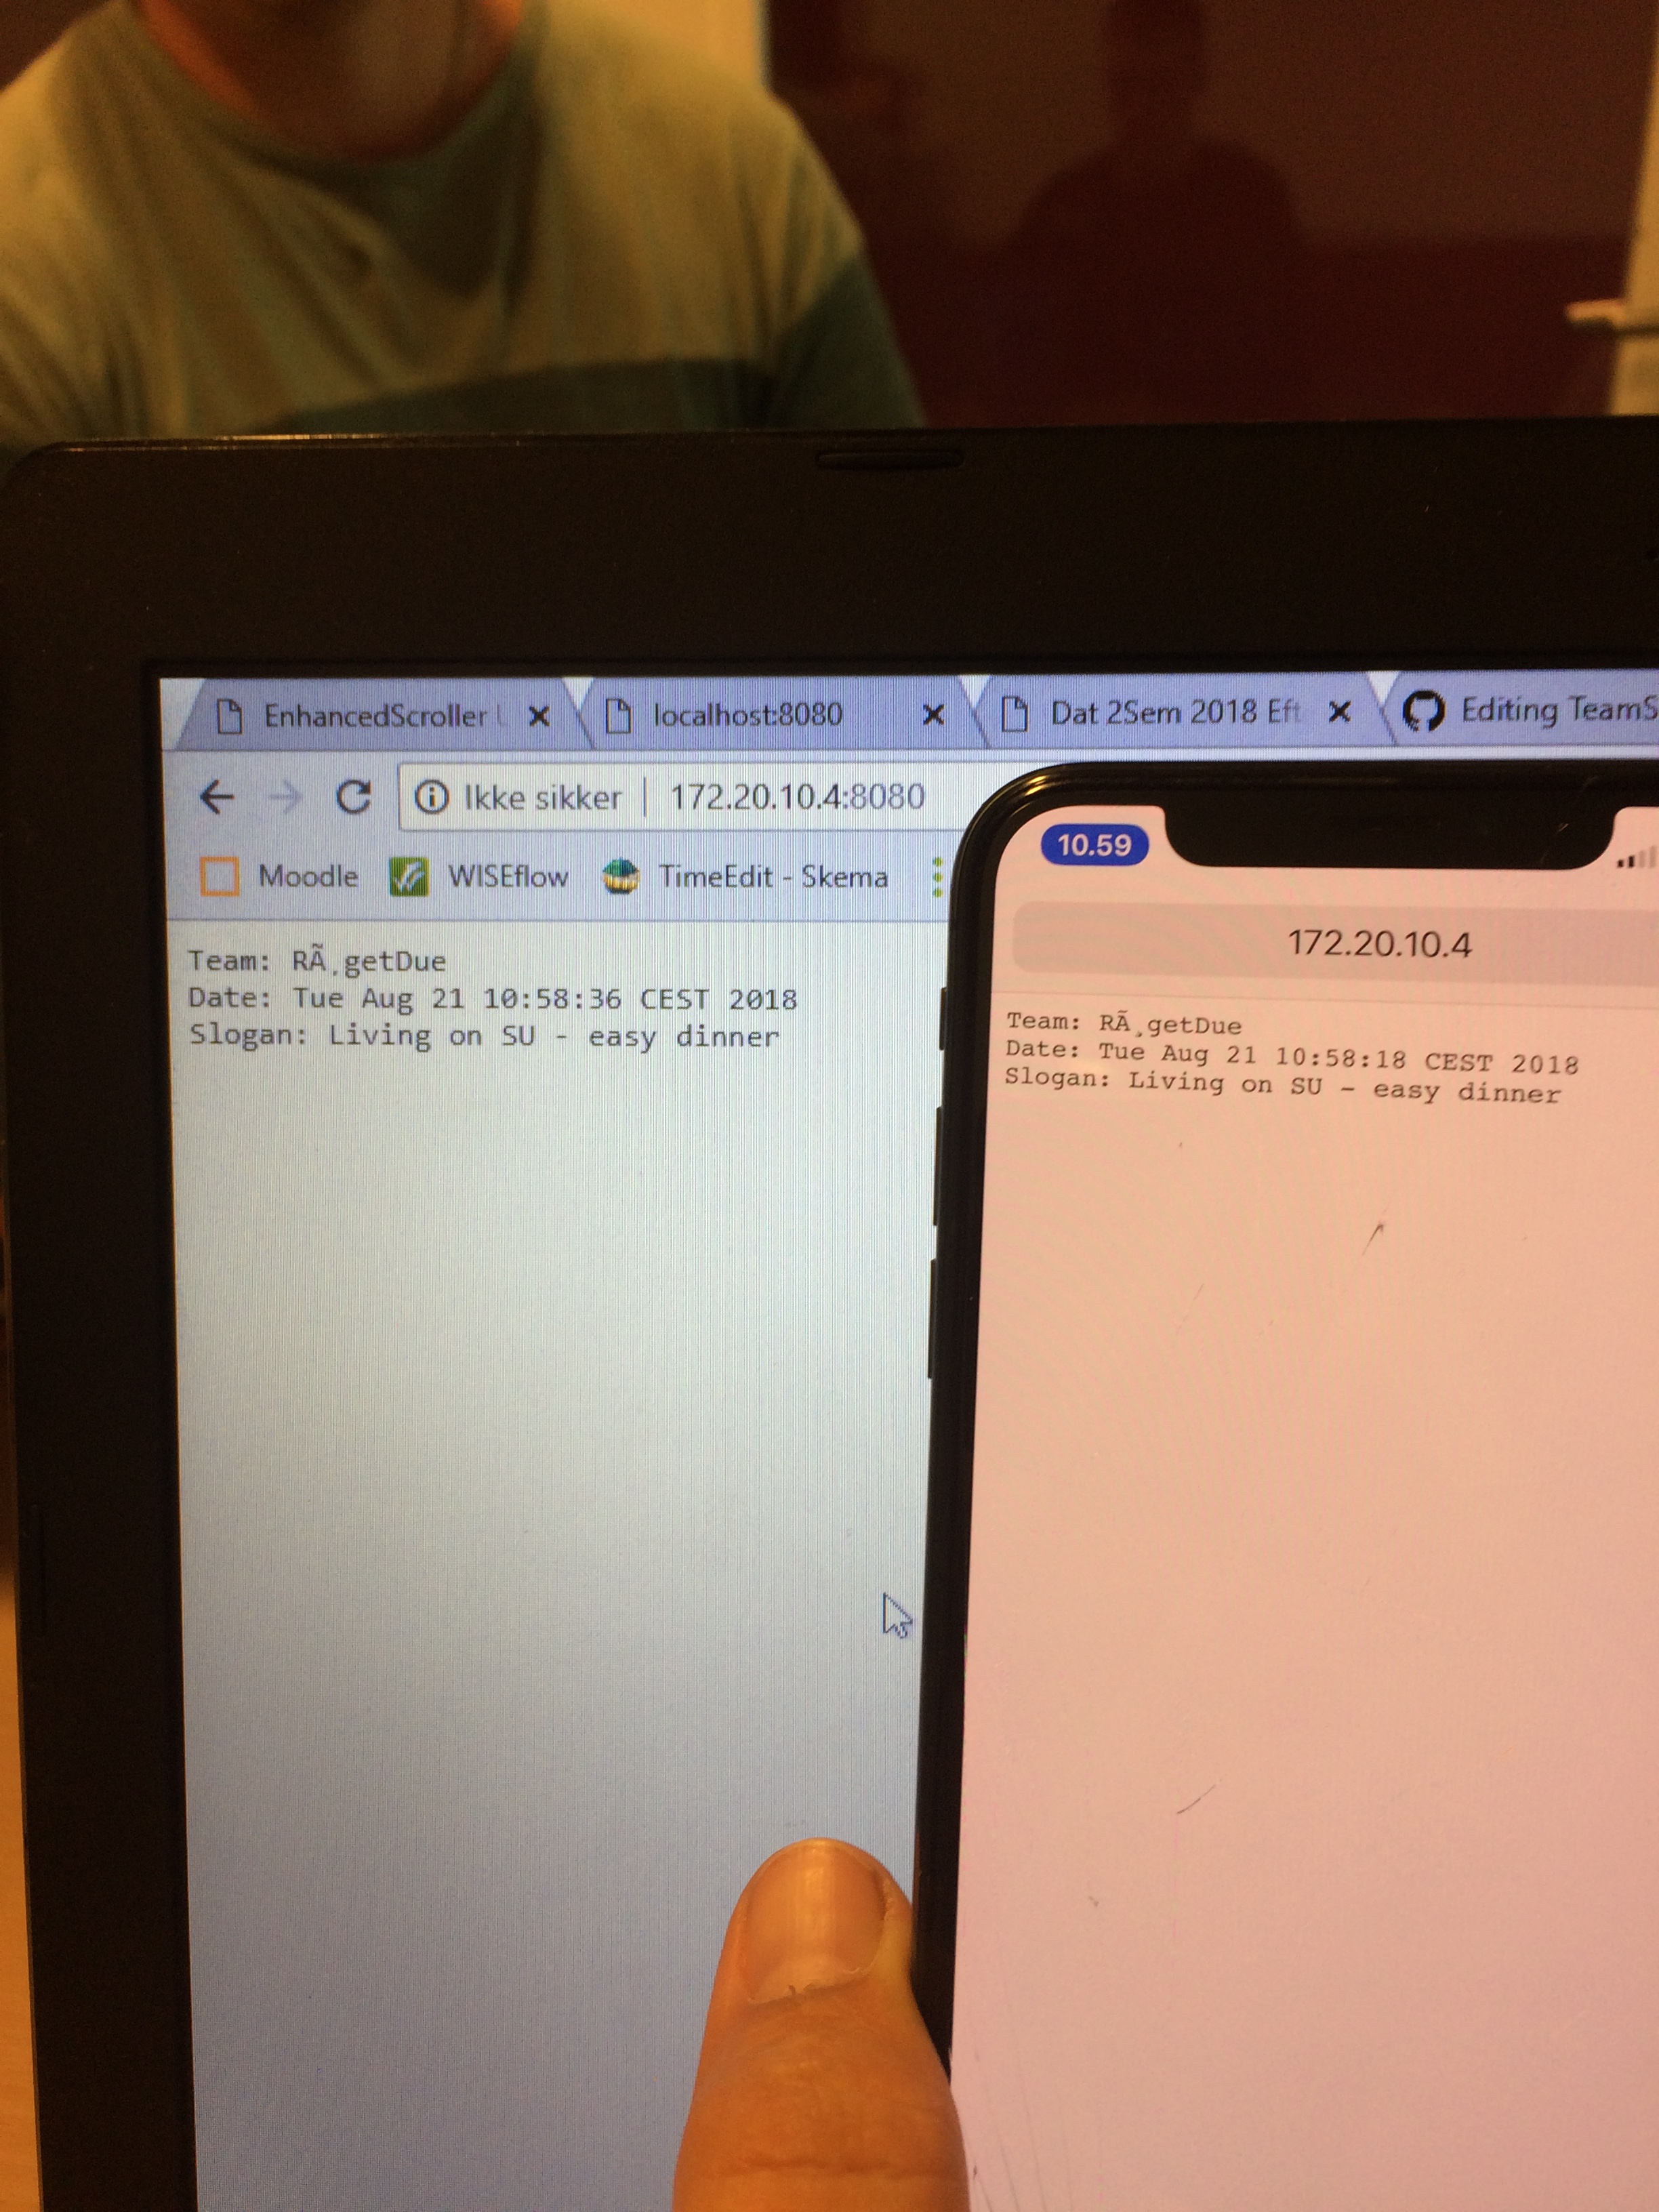 EnhancedScroller
localhost:8080
Dat 2Sem 2018 Eft
Editing TeamS
Ikke sikker | 172.20.10.4:8080
Moodle
WISEflow
TimeEdit - Skema
Team: RÃ¸getDue
Date: Tue Aug 21 10:58:36 CEST 2018
Slogan: Living on SU - easy dinner
10.59
172.20.10.4
Team: RÃ¸getDue
Date: Tue Aug 21 10:58:18 CEST 2018
Slogan: Living on SU - easy dinner